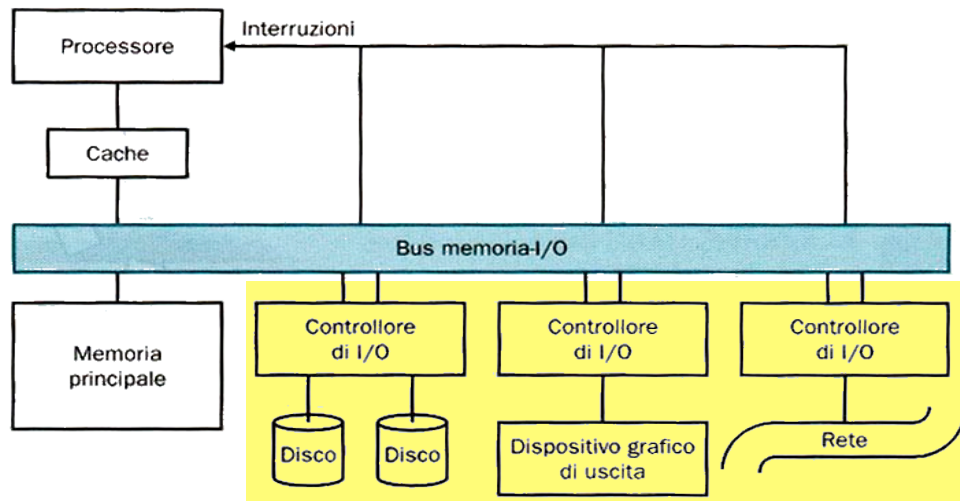 Interruzioni
Processore
Cache
Bus memoria-I/O
Memoria
principale
Controllore
di I/O
Controllore
di I/O
Controllore
di I/O
Disco
Disco
Dispositivo grafico
di uscita
Rete